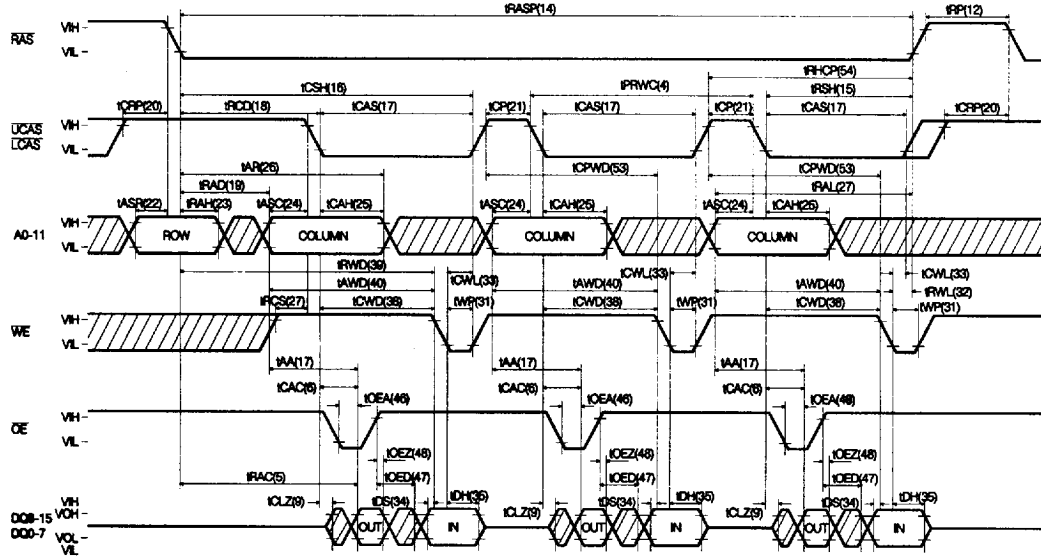 tRASP(14) tRP(12)
RAS VIH
VIL
tRHCP(54)
tCSH(16) tPRWC(4) tRSH(15)
tCRP(20) tRCD(18) tCAS(17) tCP(21) tCAS(17) tCP(21) tCAS(17) tCRP(20)
UCAS VIH
LCAS VIL
tAR(26) tCPWD(53) tCPWD(53)
tRAD(19) tRAL(27)
tASR(22) tRAH(23) tASC(24) tCAH(25) tASC(24) tCAH(25) tASC(24) tCAH(25)
A0-11 VIH
VIL
ROW COLUMN COLUMN COLUMN
tRWD(39) tCWL(33) tCWL(33) tCWL(33)
tAWD(40) tAWD(40) tAWD(40) tRWL(32)
tRCS(27) tCWD(38) tWP(31) tCWD(38) tWP(31) tCWD(38) tWP(31)
WE VIH
VIL
tAA(17) tAA(17) tAA(17)
tCAC(6) tCAC(6) tCAC(6)
tOEA(46) tOEA(46) tOEA(46)
OE VIH
VIL
tOEZ(48) tOEZ(48) tOEZ(48)
tRAC(5) tOED(47) tOED(47) tOED(47)
tCLZ(9) tDS(34) tDH(35) tCLZ(9) tDS(34) tDH(35) tCLZ(9) tDS(34) tDH(35)
VIH
DQ8-15 VOH
DQ0-7 VOL
VIL
OUT IN OUT IN OUT IN